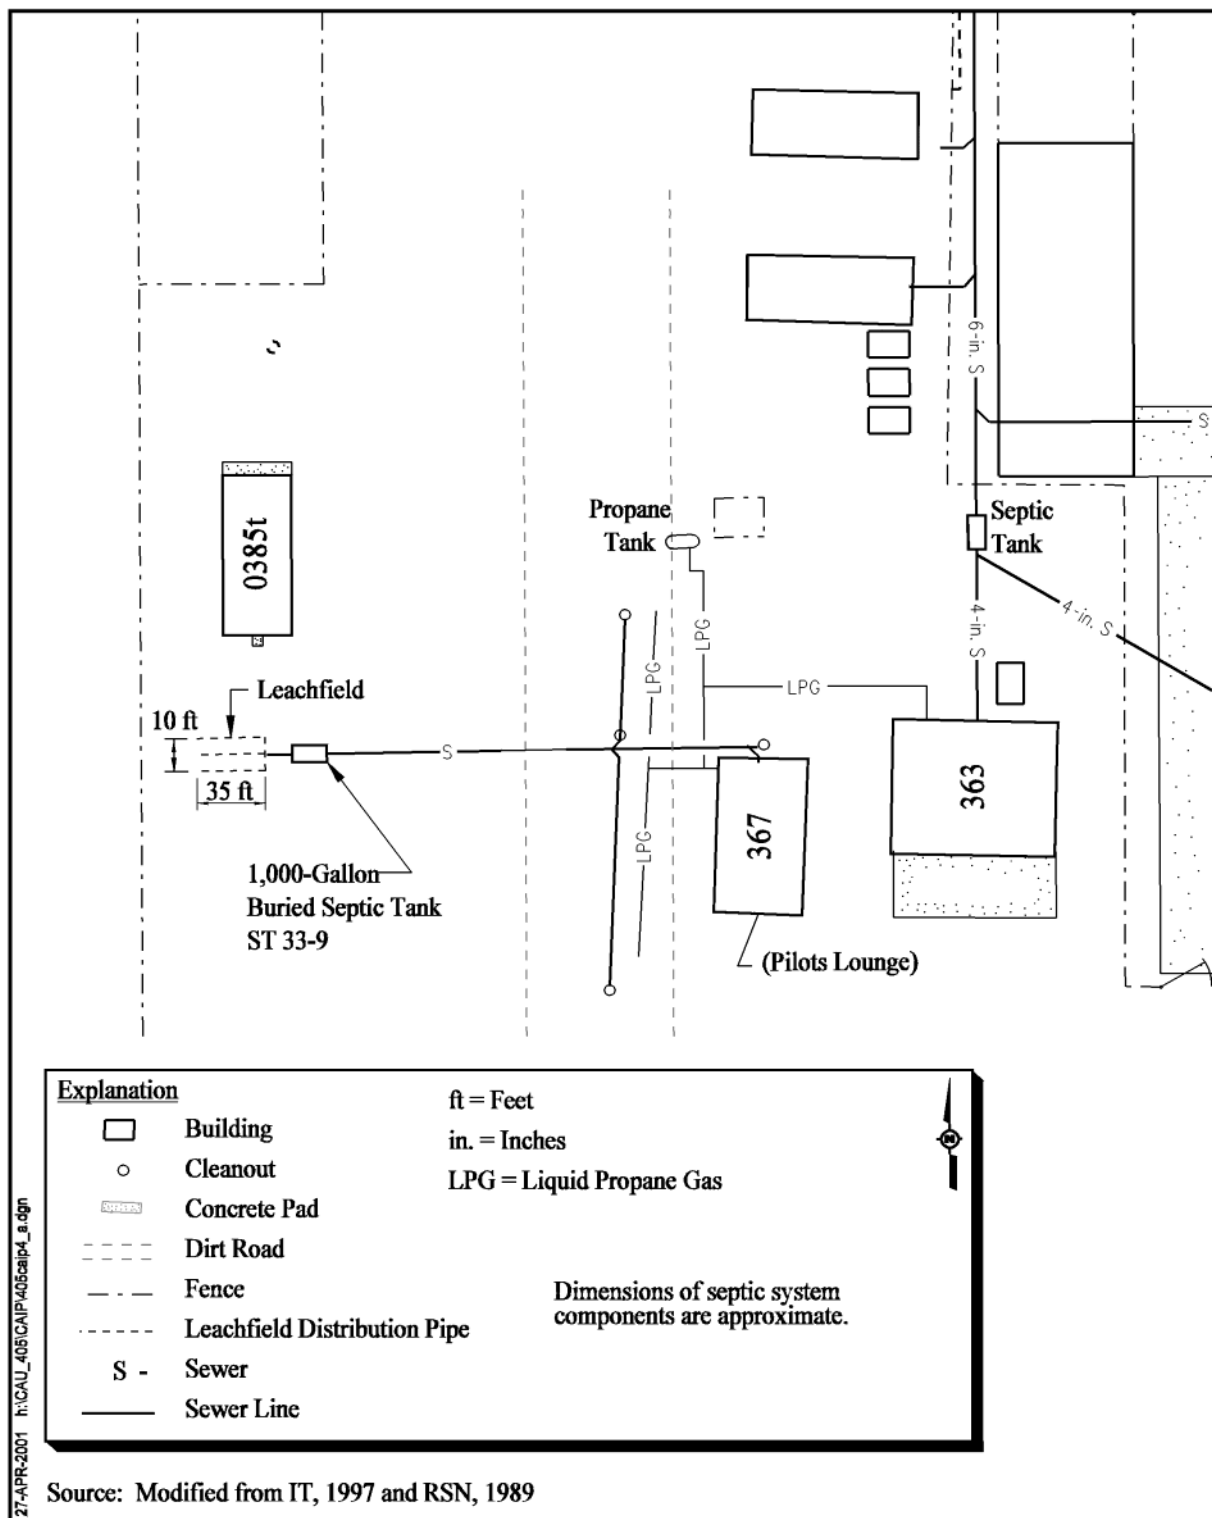 6-in. S
S
Propane
Tank
Septic
Tank
0385t
4-in. S
4-in. S
LPG
LPG
LPG
Leachfield
10 ft
S
35 ft
LPG
367
363
1,000-Gallon
Buried Septic Tank
ST 33-9
(Pilots Lounge)
Explanation
Building
Cleanout
Concrete Pad
Dirt Road
Fence
Leachfield Distribution Pipe
S - Sewer
Sewer Line
ft = Feet
in. = Inches
LPG = Liquid Propane Gas
N
Dimensions of septic system
components are approximate.
27-APR-2001 h:\CAU_405\CAIP\405caip4_a.dgn
Source: Modified from IT, 1997 and RSN, 1989